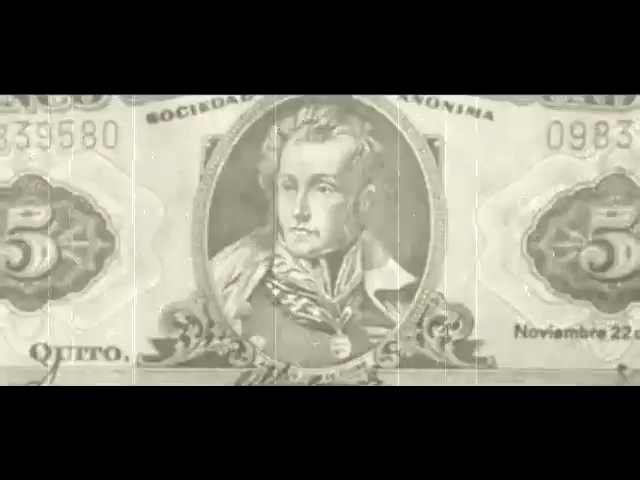 SOCIEDAD ANONIMA
839580 0983
5 5
Noviembre 22
QUITO,